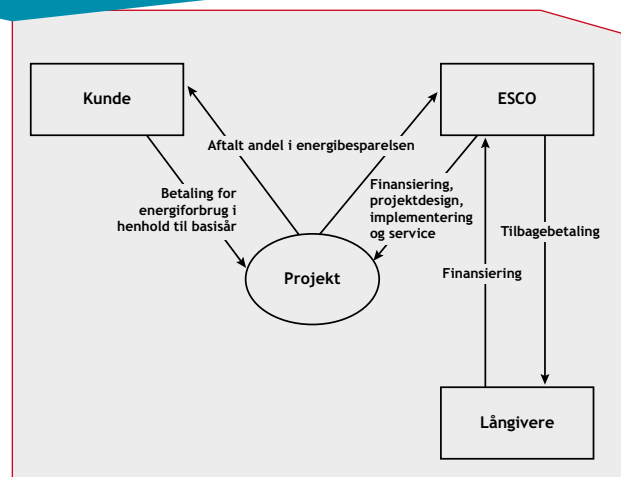 Kunde
ESCO
Aftalt andel i energibesparelsen
Betaling for
energiforbrug i
henhold til basisår
Finansiering,
projektdesign,
implementering
og service
Tilbagebetaling
Projekt
Finansiering
Långivere